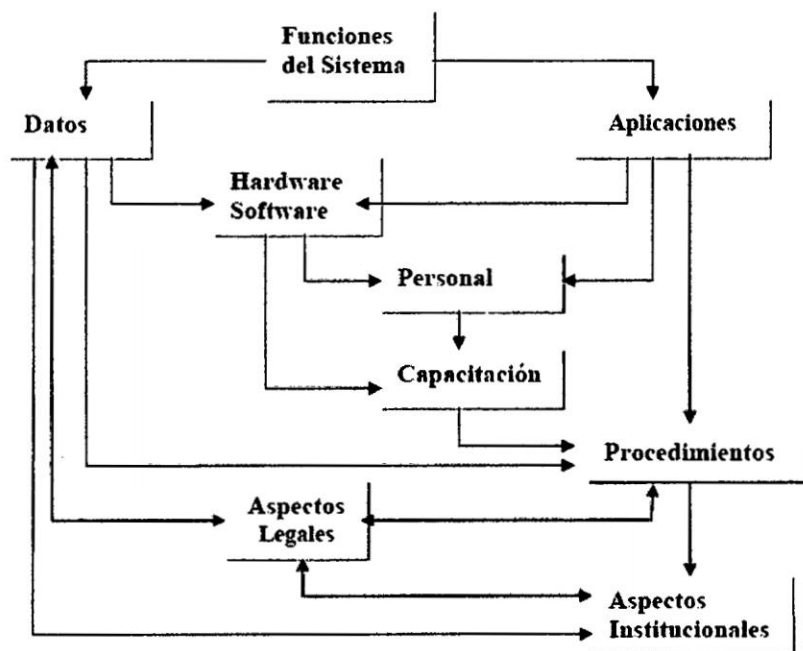 Funciones
del Sistema
Datos
Aplicaciones
Hardware
Software
Personal
Capacitación
Procedimientos
Aspectos
Legales
Aspectos
Institucionales